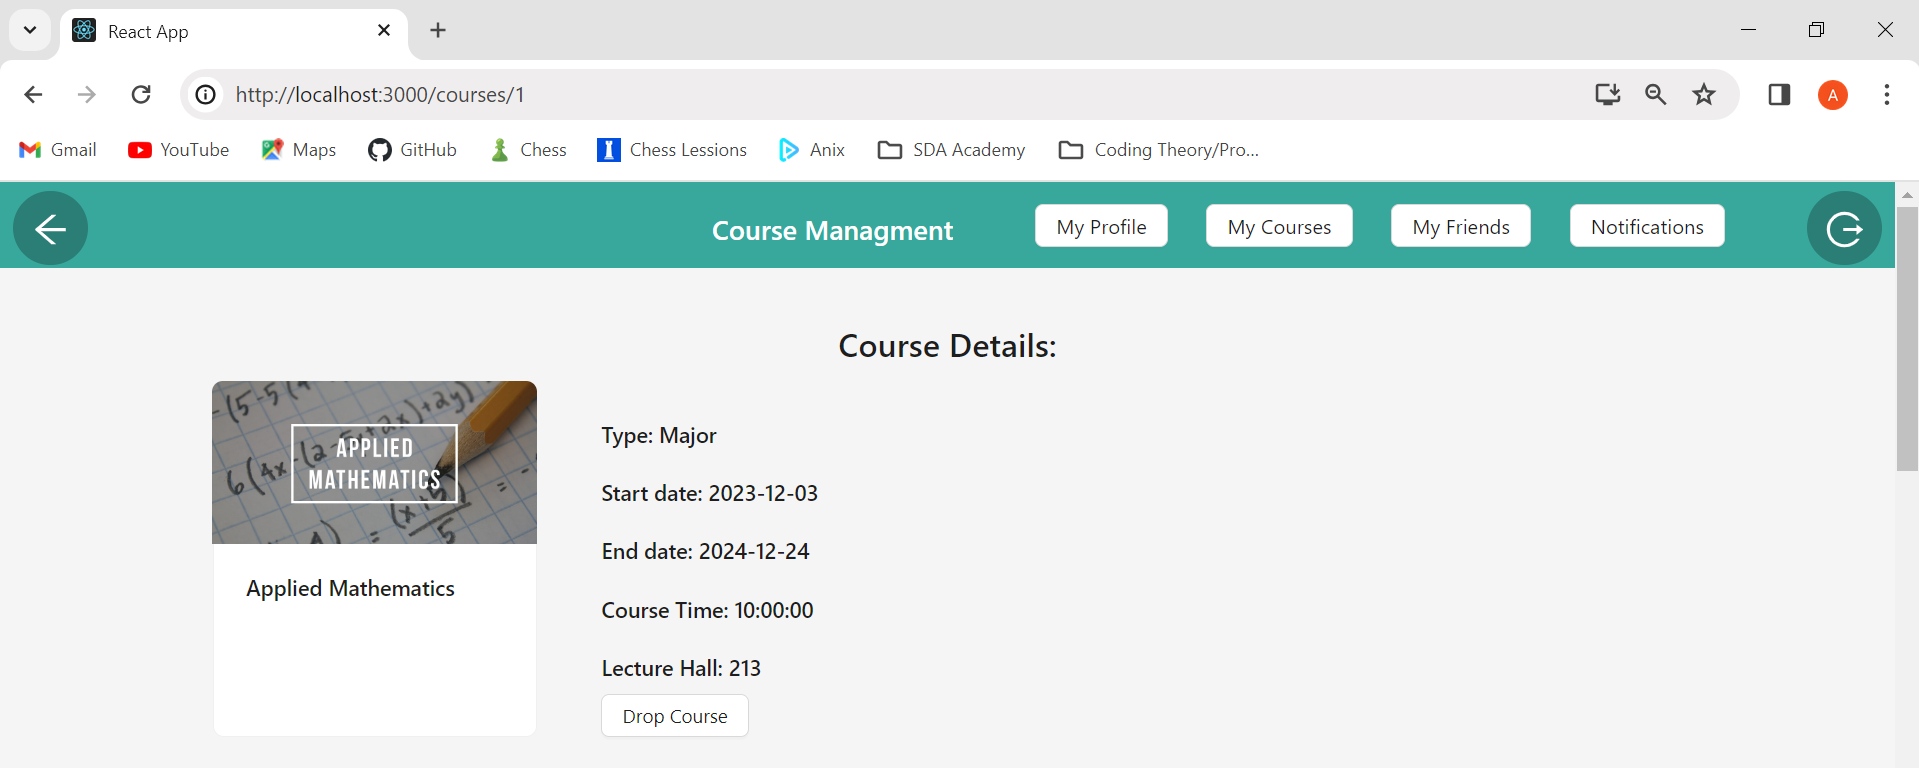 React App
http://localhost:3000/courses/1
A
Gmail
YouTube
Maps
GitHub
Chess
Chess Lessions
Anix
SDA Academy
Coding Theory/Pro...
Course Managment
My Profile
My Courses
My Friends
Notifications
Course Details:
APPLIED
MATHEMATICS
Applied Mathematics
Type: Major
Start date: 2023-12-03
End date: 2024-12-24
Course Time: 10:00:00
Lecture Hall: 213
Drop Course